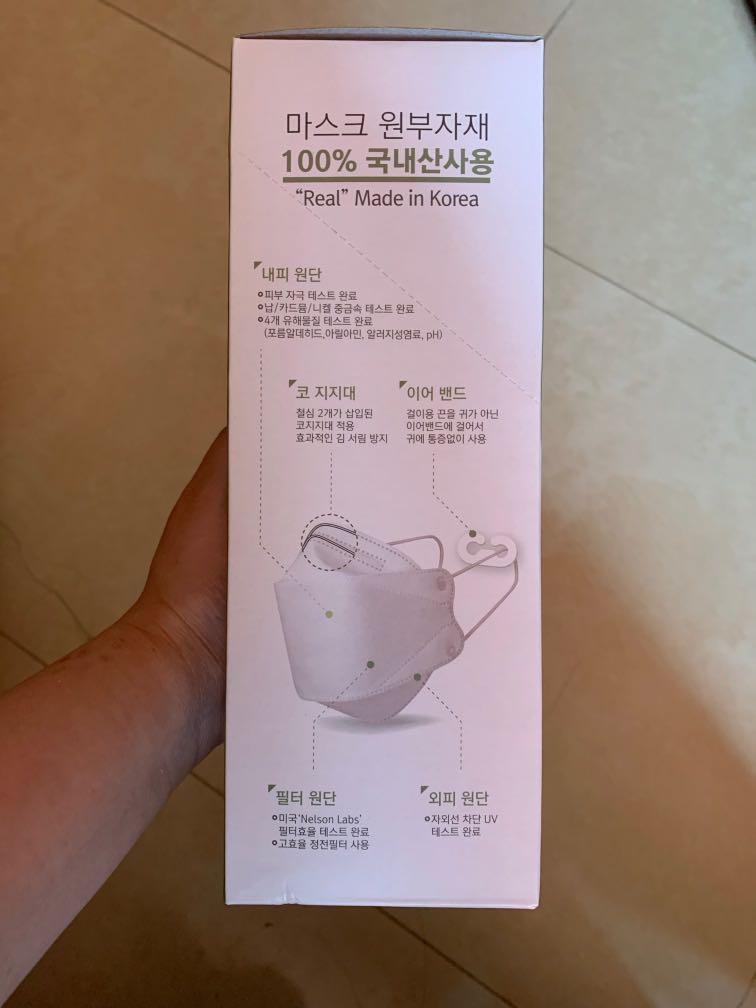 마스크 원부자재
100% 국내산사용
“Real” Made in Korea
내피 원단
피부 자극 테스트 완료
납/카드뮴/니켈 중금속 테스트 완료
4개 유해물질 테스트 완료
(포름알데히드,아릴아민, 알러지성염료, pH)
코 지지대
철심 2개가 삽입된
코지지대 적용
효과적인 김 서림 방지
이어 밴드
걸이용 끈을 귀가 아닌
이어밴드에 걸어서
귀에 통증없이 사용
필터 원단
미국‘Nelson Labs’
필터효율 테스트 완료
고효율 정전필터 사용
외피 원단
자외선 차단 UV
테스트 완료